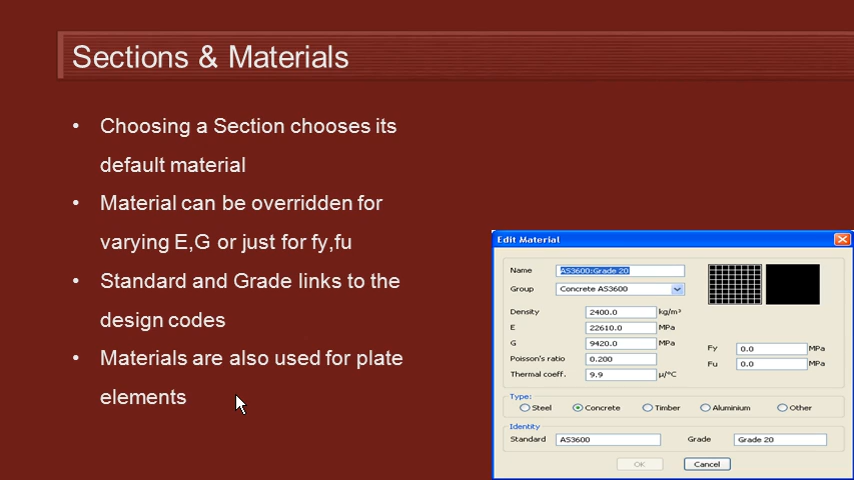 Sections & Materials
• Choosing a Section chooses its
default material
• Material can be overridden for
varying E,G or just for fy,fu
• Standard and Grade links to the
design codes
• Materials are also used for plate
elements
Edit Material
Name AS3600:Grade 20
Group Concrete AS3600
Density 2400.0 kg/m³
E 22610.0 MPa
G 9420.0 MPa
Poisson's ratio 0.200
Thermal coeff. 9.9 µ/°C
Fy 0.0 MPa
Fu 0.0 MPa
Type:
Steel Concrete Timber Aluminium Other
Identity
Standard AS3600 Grade Grade 20
OK Cancel